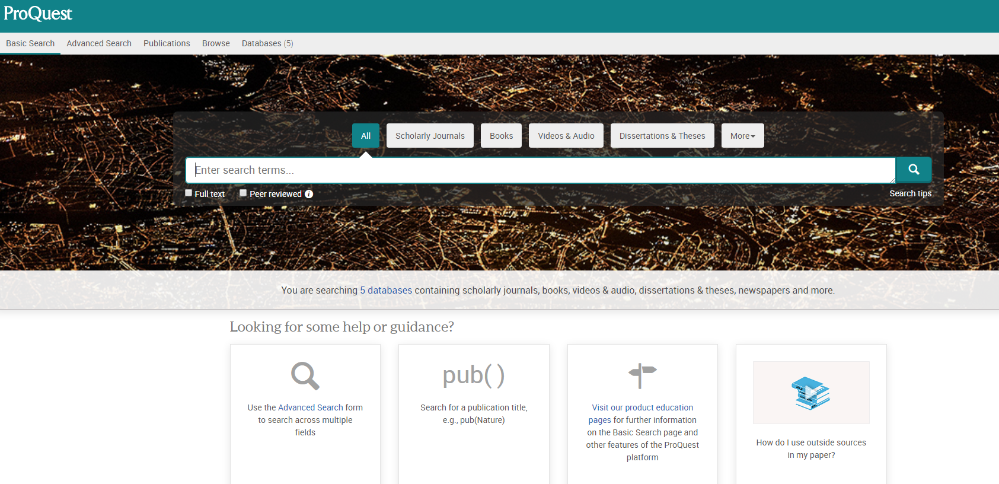 ProQuest
Basic Search Advanced Search Publications Browse Databases (5)
All Scholarly Journals Books Videos & Audio Dissertations & Theses More
Enter search terms...
Full text Peer reviewed i Search tips
You are searching 5 databases containing scholarly journals, books, videos & audio, dissertations & theses, newspapers and more.
Looking for some help or guidance?
pub( )
Use the Advanced Search form
to search across multiple
fields
Search for a publication title,
e.g., pub(Nature)
Visit our product education
pages for further information
on the Basic Search page and
other features of the ProQuest
platform
How do I use outside sources
in my paper?